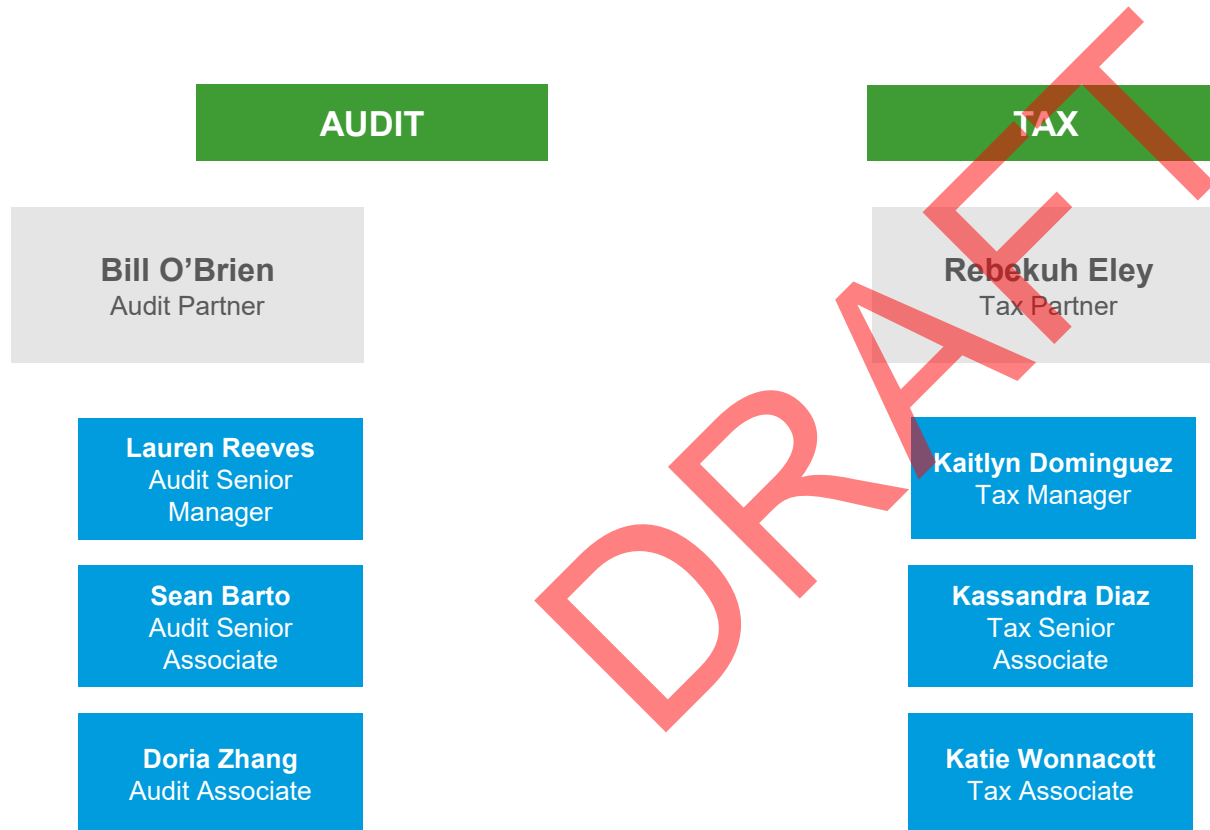 AUDIT
Bill O’Brien
Audit Partner
Lauren Reeves
Audit Senior
Manager
Sean Barto
Audit Senior
Associate
Doria Zhang
Audit Associate
TAX
Rebekuh Eley
Tax Partner
Kaitlyn Dominguez
Tax Manager
Kassandra Diaz
Tax Senior
Associate
Katie Wonnacott
Tax Associate
DRAFT